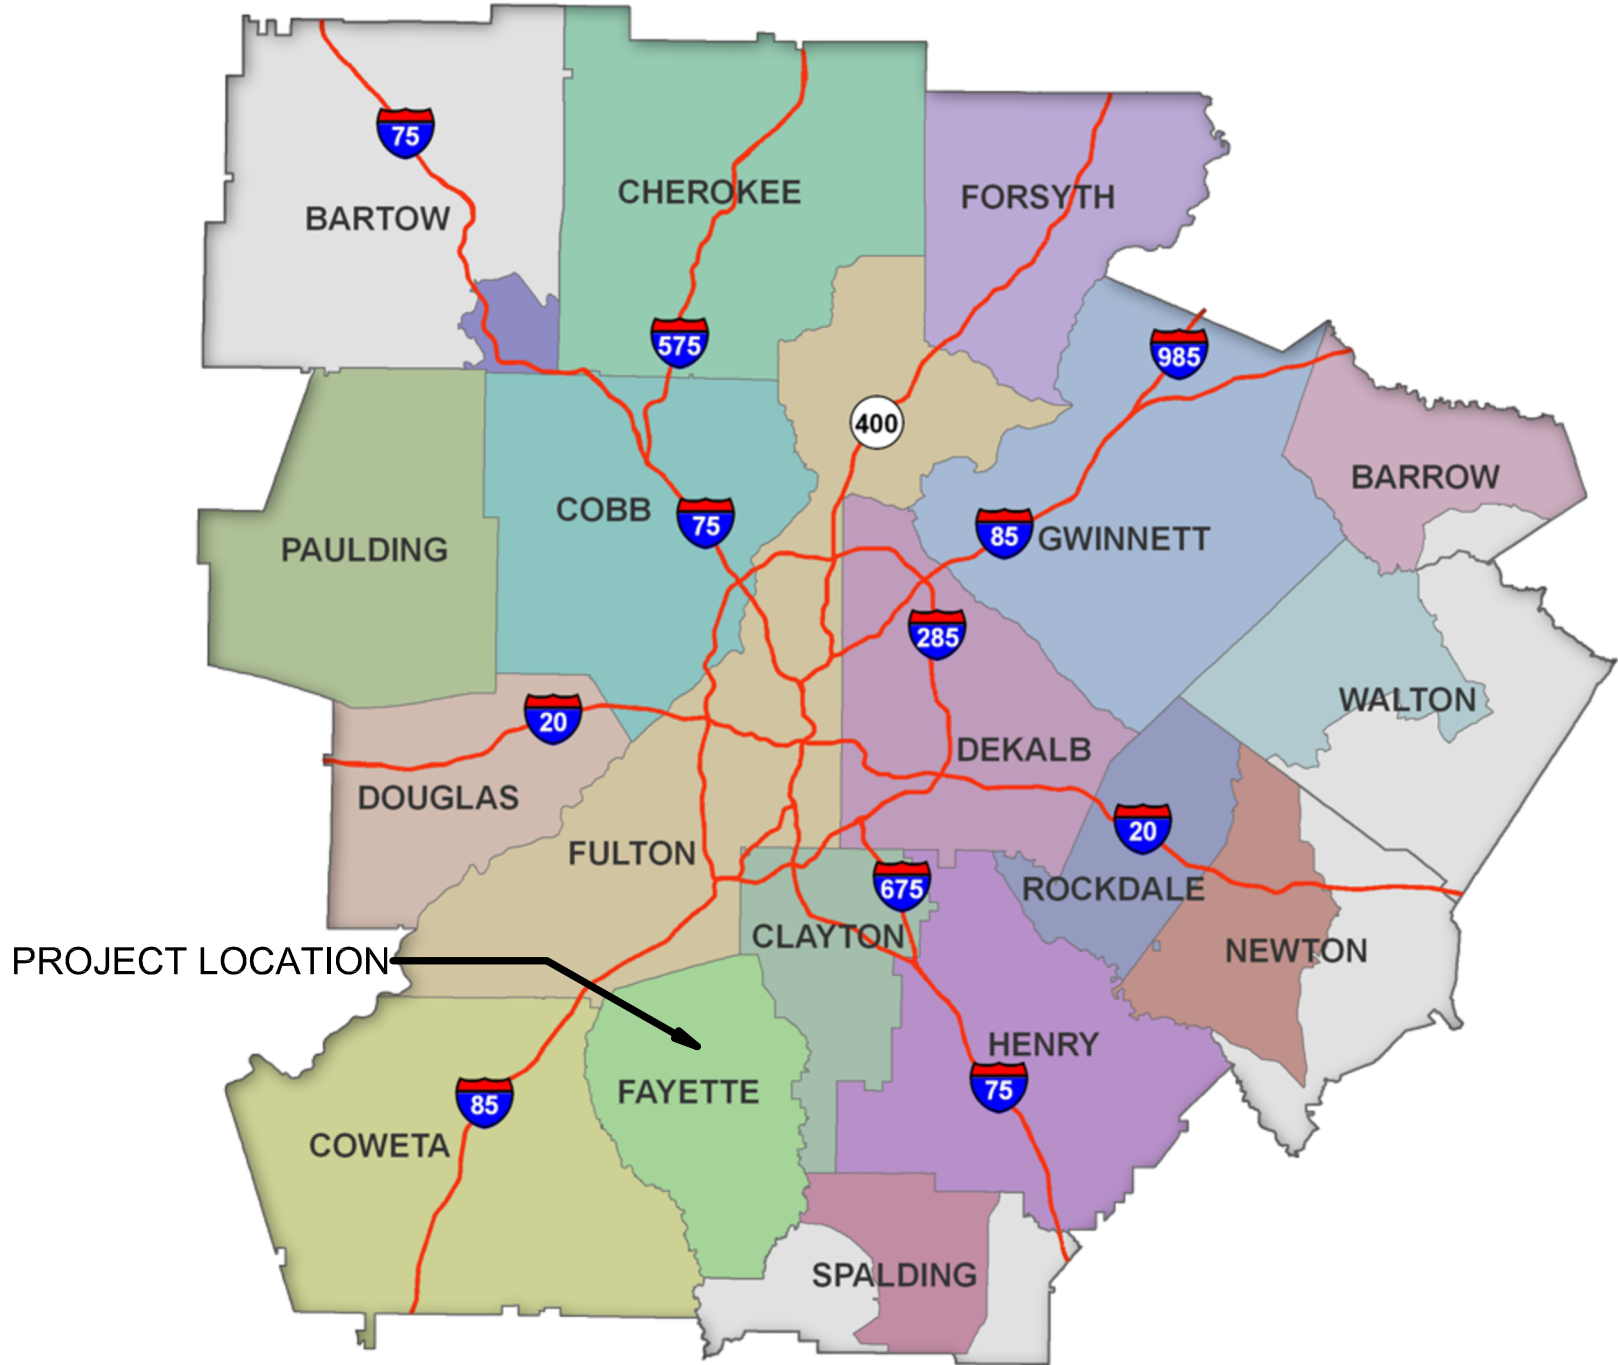 75
BARTOW
CHEROKEE
FORSYTH
575
985
400
BARROW
COBB
75
85
GWINNETT
PAULDING
285
WALTON
20
DEKALB
DOUGLAS
20
FULTON
675
ROCKDALE
CLAYTON
NEWTON
PROJECT LOCATION
HENRY
75
FAYETTE
85
COWETA
SPALDING